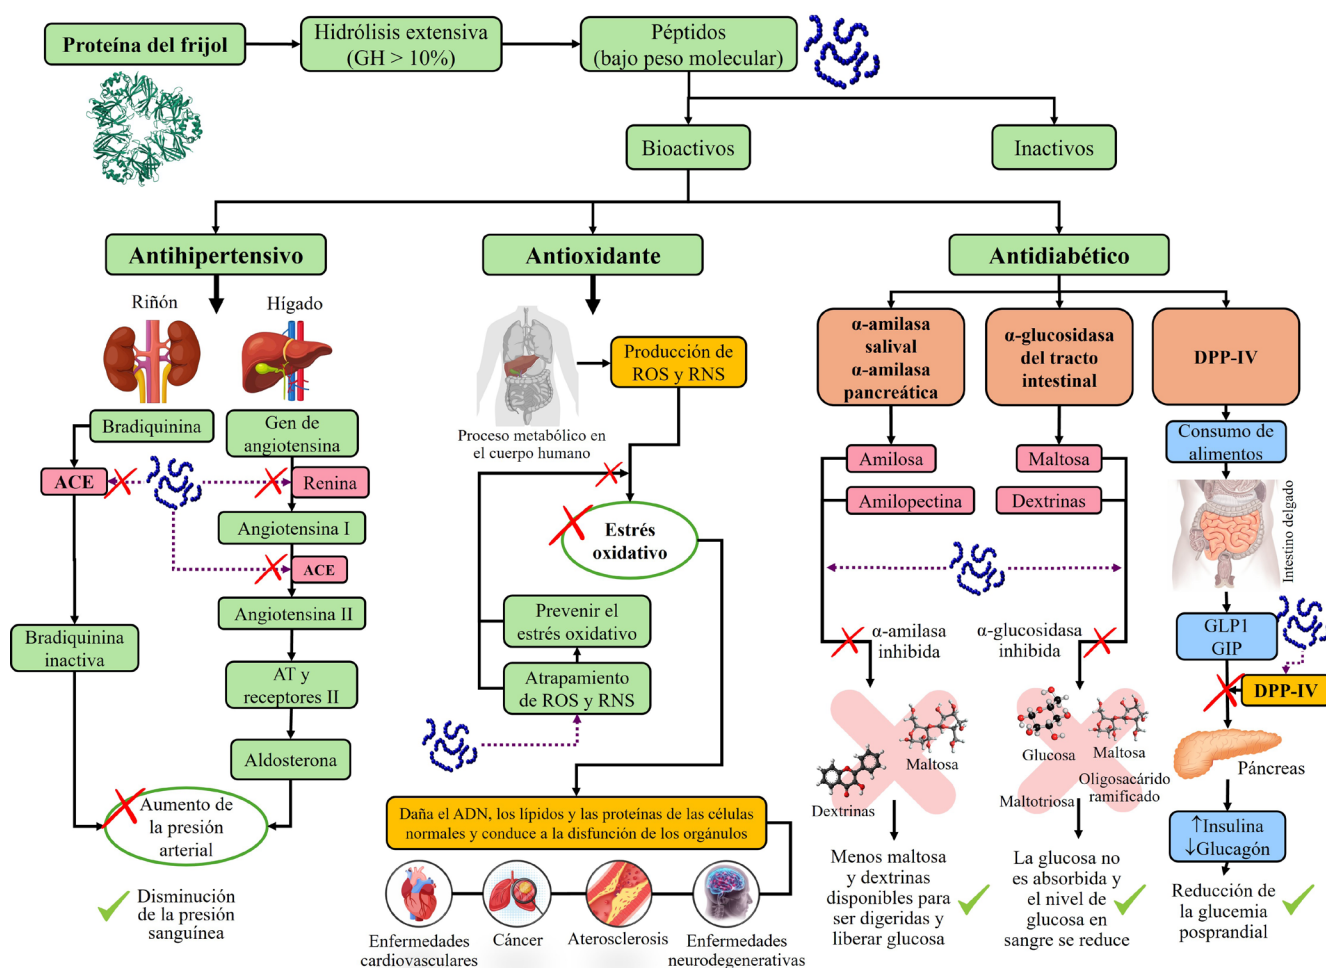 Proteína del frijol
Hidrólisis extensiva
(GH > 10%)
Péptidos
(bajo peso molecular)
Bioactivos
Inactivos
Antihipertensivo
Antioxidante
Antidiabético
Riñón
Hígado
Bradiquinina
Gen de
angiotensina
ACE
Renina
Angiotensina I
ACE
Angiotensina II
Bradiquinina
inactiva
AT y
receptores II
Aldosterona
Aumento de
la presión
arterial
Disminución
de la presión
sanguínea
Producción de
ROS y RNS
Proceso metabólico en
el cuerpo humano
Estrés
oxidativo
Prevenir el
estrés oxidativo
Atrapamiento
de ROS y RNS
Daña el ADN, los lípidos y las proteínas de las células
normales y conduce a la disfunción de los orgánulos
Enfermedades
cardiovasculares
Cáncer
Aterosclerosis
Enfermedades
neurodegenerativas
α-amilasa
salival
α-amilasa
pancreática
α-glucosidasa
del tracto
intestinal
DPP-IV
Amilosa
Amilopectina
Maltosa
Dextrinas
α-amilasa
inhibida
α-glucosidasa
inhibida
Maltosa
Dextrinas
Glucosa
Maltosa
Oligosacárido
ramificado
Maltotriosa
Menos maltosa
y dextrinas
disponibles para
ser digeridas y
liberar glucosa
La glucosa no
es absorbida y
el nivel de
glucosa en
sangre se reduce
Consumo de
alimentos
Intestino delgado
GLP1
GIP
DPP-IV
Páncreas
↑Insulina
↓Glucagón
Reducción de
la glucemia
posprandial